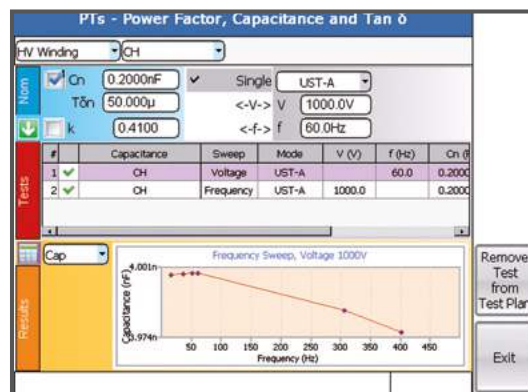 PTs - Power Factor, Capacitance and Tan δ
HV Winding CH
Nom
Cn 0.2000nF Single UST-A
Tδn 50.000µ <-V-> V 1000.0V
k 0.4100 <-f-> f 60.0Hz
Tests
# Capacitance Sweep Mode V (V) f (Hz) Cn (F
1 CH Voltage UST-A 60.0 0.2000
2 CH Frequency UST-A 1000.0 0.2000
Results
Cap
Frequency Sweep, Voltage 1000V
4.001n
Capacitance (nF)
3.974n
50 100 150 200 250 300 350 400 450
Frequency (Hz)
Remove
Test
from
Test Plan
Exit